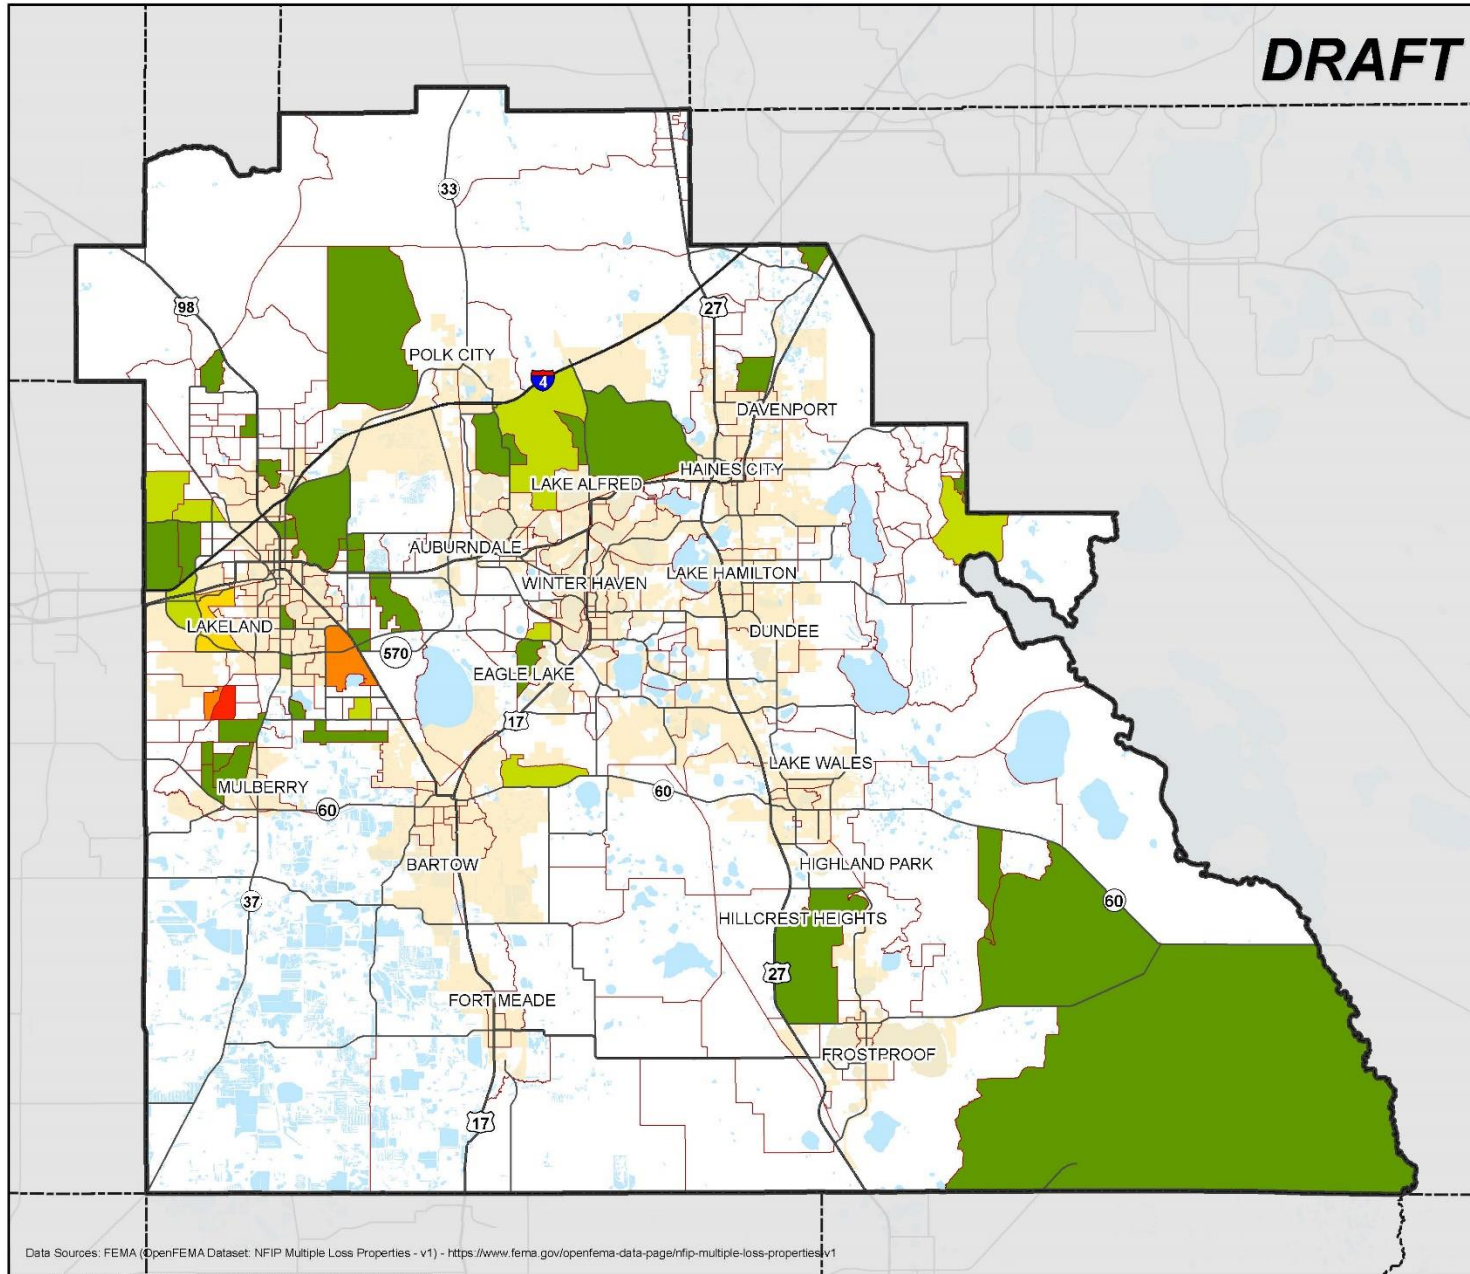 DRAFT
33
98
27
POLK CITY
4
DAVENPORT
HAINES CITY
LAKE ALFRED
AUBURNDALE
WINTER HAVEN
LAKE HAMILTON
LAKELAND
DUNDEE
570
EAGLE LAKE
17
LAKE WALES
MULBERRY
60
60
BARTOW
HIGHLAND PARK
37
60
HILLCREST HEIGHTS
27
FORT MEADE
FROSTPROOF
17
Data Sources: FEMA (OpenFEMA Dataset: NFIP Multiple Loss Properties - v1) - https://www.fema.gov/openfema-data-page/nfip-multiple-loss-properties-v1